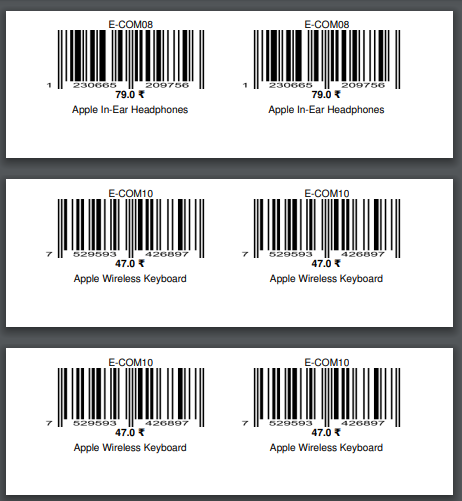 E-COM08 E-COM08
1 230665 209756 1 230665 209756
79.0 ₹ 79.0 ₹
Apple In-Ear Headphones Apple In-Ear Headphones
E-COM10 E-COM10
7 529593 426897 7 529593 426897
47.0 ₹ 47.0 ₹
Apple Wireless Keyboard Apple Wireless Keyboard
E-COM10 E-COM10
7 529593 426897 7 529593 426897
47.0 ₹ 47.0 ₹
Apple Wireless Keyboard Apple Wireless Keyboard